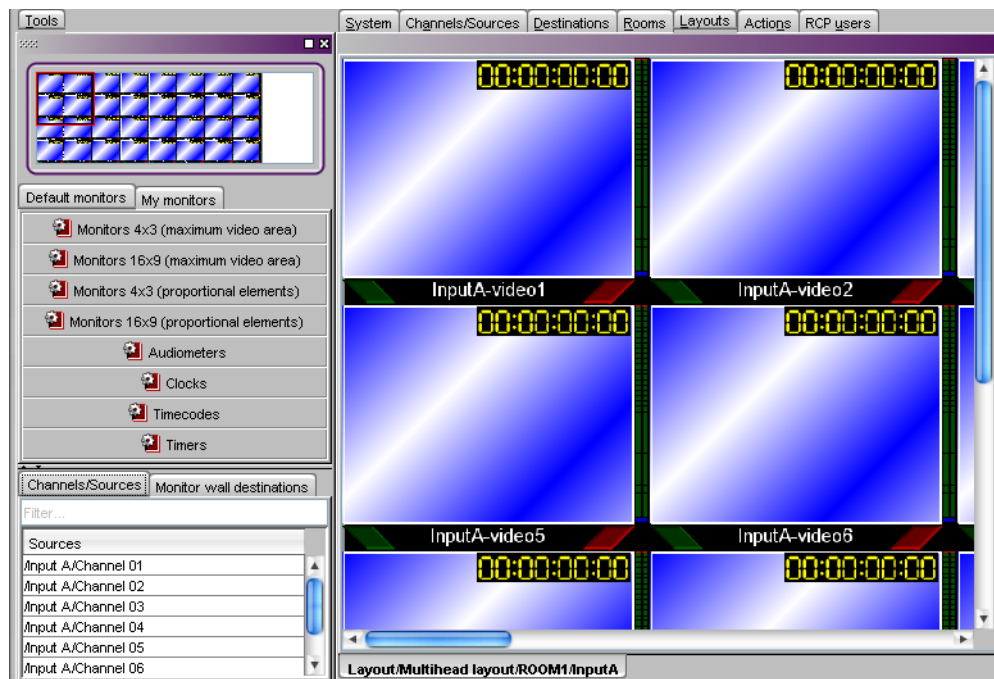 Tools
Default monitors My monitors
Monitors 4x3 (maximum video area)
Monitors 16x9 (maximum video area)
Monitors 4x3 (proportional elements)
Monitors 16x9 (proportional elements)
Audiometers
Clocks
Timecodes
Timers
Channels/Sources Monitor wall destinations
Filter...
Sources
/Input A/Channel 01
/Input A/Channel 02
/Input A/Channel 03
/Input A/Channel 04
/Input A/Channel 05
/Input A/Channel 06
System Channels/Sources Destinations Rooms Layouts Actions RCP users
00:00:00:00 00:00:00:00
InputA-video1 InputA-video2
00:00:00:00 00:00:00:00
InputA-video5 InputA-video6
00:00:00:00 00:00:00:00
Layout/Multihead layout/ROOM1/InputA